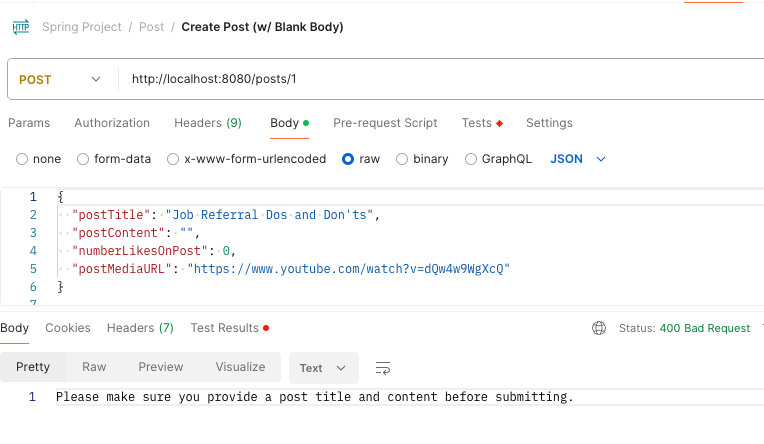 HTTP Spring Project / Post / Create Post (w/ Blank Body)
POST http://localhost:8080/posts/1
Params Authorization Headers (9) Body Pre-request Script Tests Settings
none form-data x-www-form-urlencoded raw binary GraphQL JSON
1 {
2 "postTitle": "Job Referral Dos and Don'ts",
3 "postContent": "",
4 "numberLikesOnPost": 0,
5 "postMediaURL": "https://www.youtube.com/watch?v=dQw4w9WgXcQ"
6 }
7
Body Cookies Headers (7) Test Results Status: 400 Bad Request
Pretty Raw Preview Visualize Text
1 Please make sure you provide a post title and content before submitting.